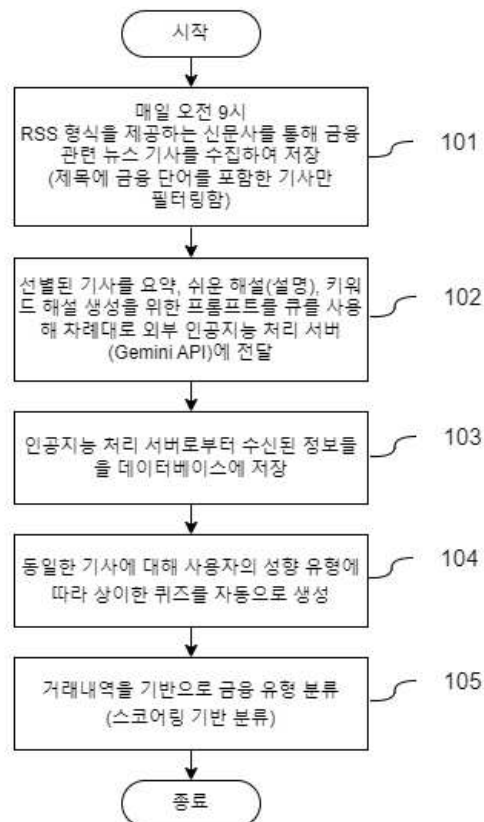 시작
매일 오전 9시
RSS 형식을 제공하는 신문사를 통해 금융
관련 뉴스 기사를 수집하여 저장
(제목에 금융 단어를 포함한 기사만
필터링함)
101
선별된 기사를 요약, 쉬운 해설(설명), 키워
드 해설 생성을 위한 프롬프트를 큐를 사용
해 차례대로 외부 인공지능 처리 서버
(Gemini API)에 전달
102
인공지능 처리 서버로부터 수신된 정보들
을 데이터베이스에 저장
103
동일한 기사에 대해 사용자의 성향 유형에
따라 상이한 퀴즈를 자동으로 생성
104
거래내역을 기반으로 금융 유형 분류
(스코어링 기반 분류)
105
종료